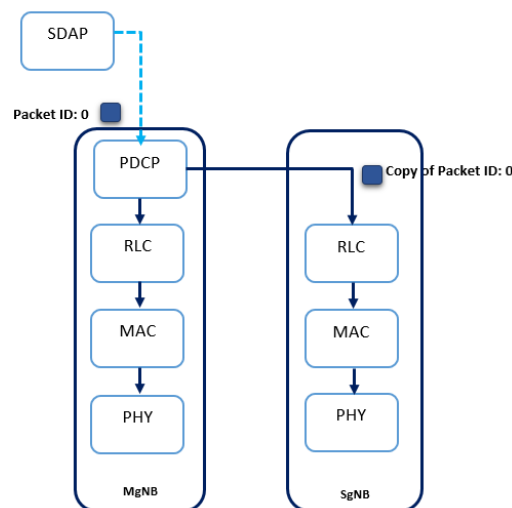 SDAP
Packet ID: 0
PDCP
Copy of Packet ID: 0
RLC
RLC
MAC
MAC
PHY
PHY
MgNB
SgNB